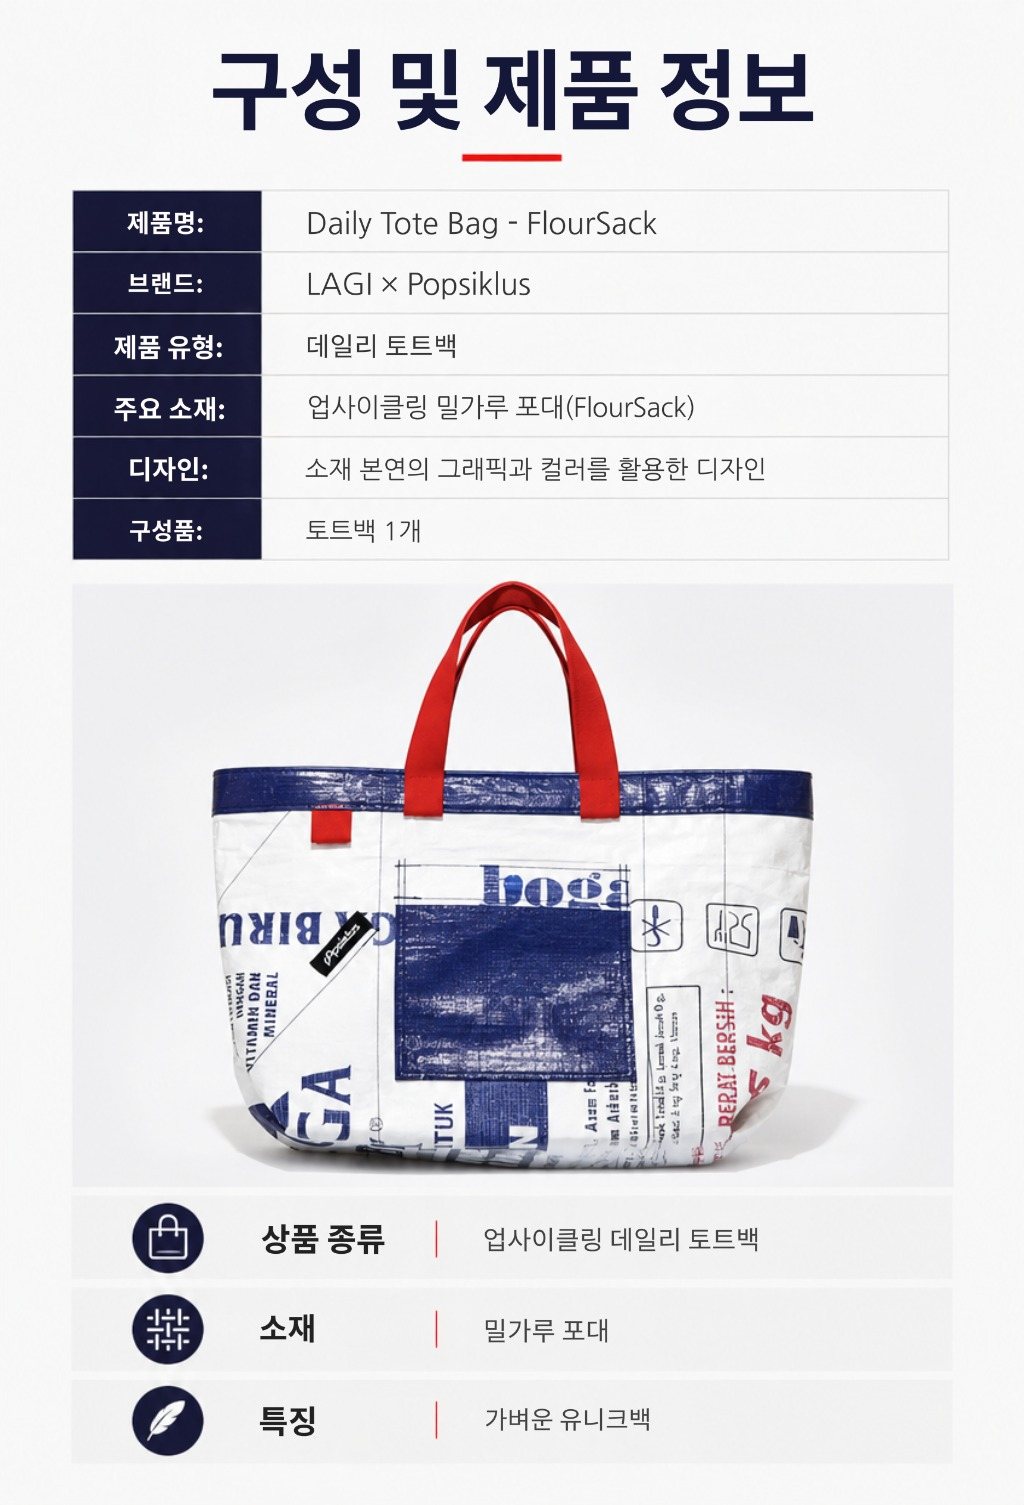 구성 및 제품 정보
제품명: Daily Tote Bag - FlourSack
브랜드: LAGI × Popsiklus
제품 유형: 데일리 토트백
주요 소재: 업사이클링 밀가루 포대(FlourSack)
디자인: 소재 본연의 그래픽과 컬러를 활용한 디자인
구성품: 토트백 1개
boga
BIRU
VITAMIN DAN
MINERAL
GA
BERAT BERSIH :
kg
상품 종류 업사이클링 데일리 토트백
소재 밀가루 포대
특징 가벼운 유니크백